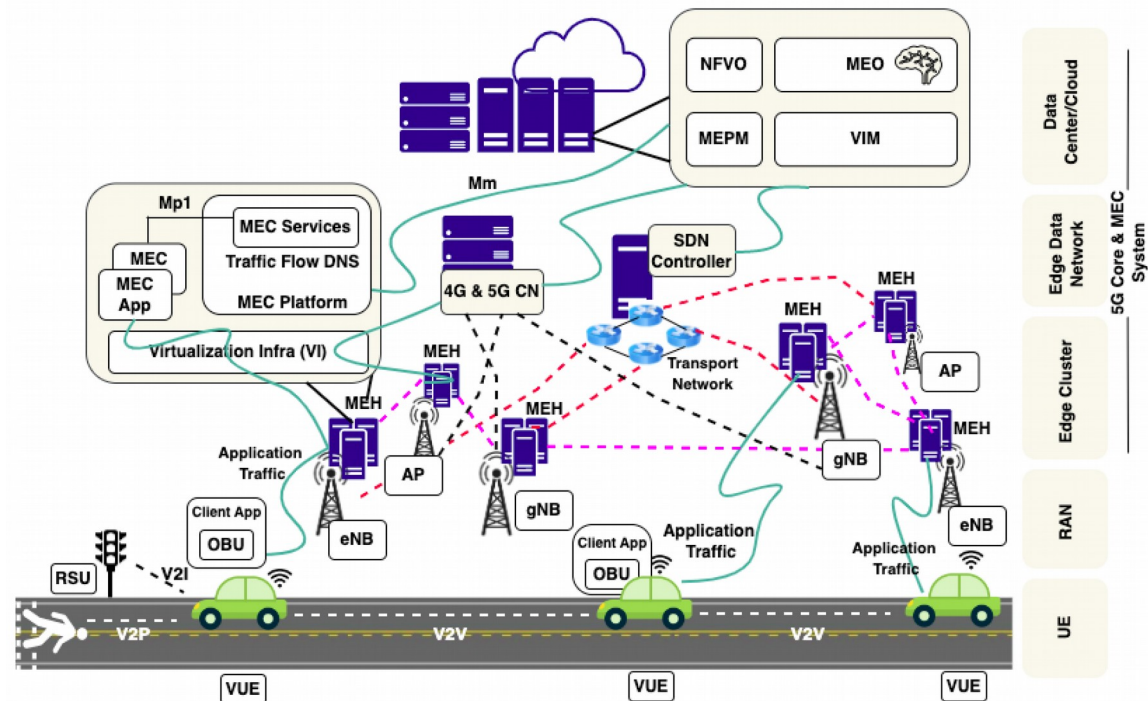 NFVO
MEO
MEPM
VIM
Data
Center/Cloud
Mm
Mp1
MEC Services
MEC
Traffic Flow DNS
MEC
App
MEC Platform
Virtualization Infra (VI)
4G & 5G CN
SDN
Controller
Edge Data
Network
5G Core & MEC
System
MEH
MEH
MEH
Transport
Network
AP
Edge Cluster
MEH
MEH
MEH
Application
Traffic
AP
gNB
gNB
eNB
eNB
Client App
OBU
Client App
OBU
Application
Traffic
Application
Traffic
RAN
RSU
V2I
V2P
V2V
V2V
UE
VUE
VUE
VUE